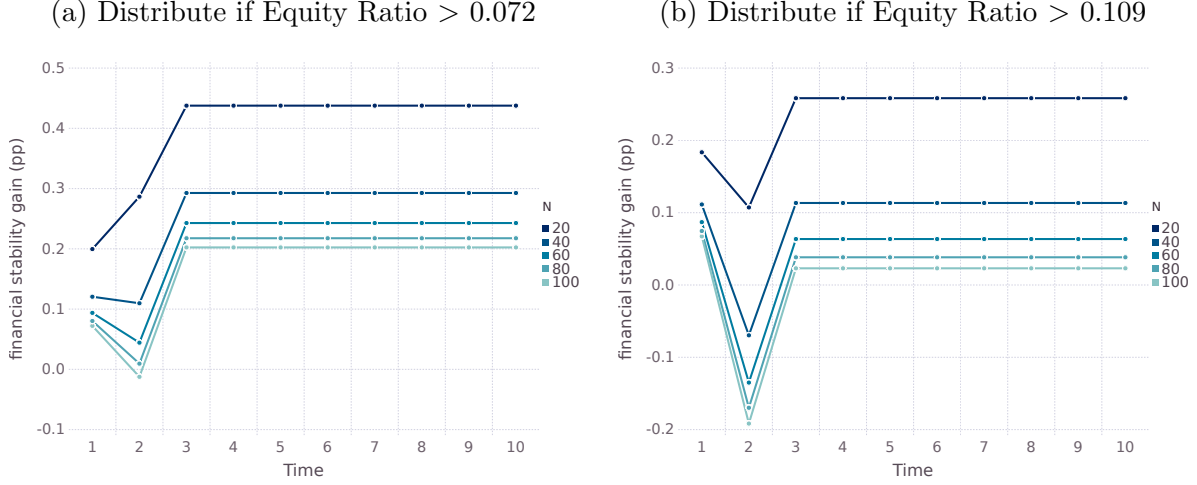 (a) Distribute if Equity Ratio > 0.072
financial stability gain (pp)
0.5
0.4
0.3
0.2
0.1
0.0
-0.1
1 2 3 4 5 6 7 8 9 10
Time
N
20
40
60
80
100
(b) Distribute if Equity Ratio > 0.109
financial stability gain (pp)
0.3
0.2
0.1
0.0
-0.1
-0.2
1 2 3 4 5 6 7 8 9 10
Time
N
20
40
60
80
100